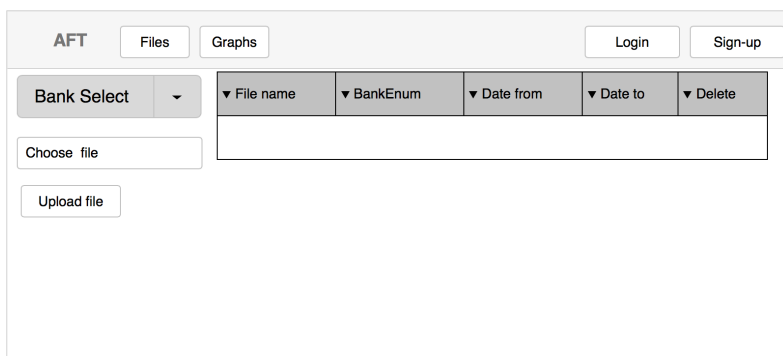 AFT Files Graphs Login Sign-up
Bank Select
▼ File name ▼ BankEnum ▼ Date from ▼ Date to ▼ Delete
Choose file
Upload file